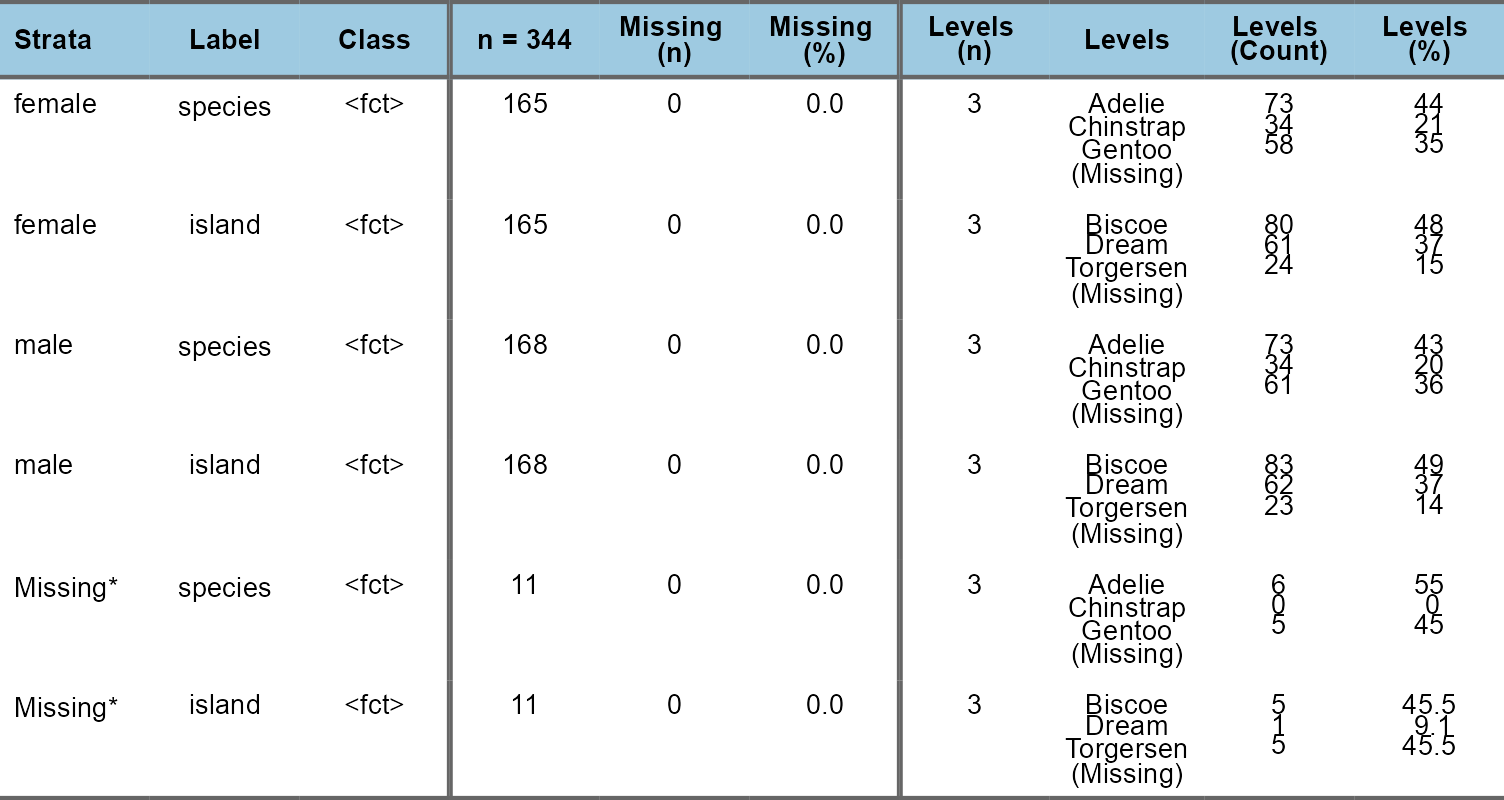 Strata Label Class n = 344 Missing (n) Missing (%) Levels (n) Levels Levels (Count) Levels (%)
female species <fct> 165 0 0.0 3 Adelie 73 44
Chinstrap 34 21
Gentoo 58 35
(Missing)
female island <fct> 165 0 0.0 3 Biscoe 80 48
Dream 61 37
Torgersen 24 15
(Missing)
male species <fct> 168 0 0.0 3 Adelie 73 43
Chinstrap 34 20
Gentoo 61 36
(Missing)
male island <fct> 168 0 0.0 3 Biscoe 83 49
Dream 62 37
Torgersen 23 14
(Missing)
Missing* species <fct> 11 0 0.0 3 Adelie 6 55
Chinstrap 0 0
Gentoo 5 45
(Missing)
Missing* island <fct> 11 0 0.0 3 Biscoe 5 45.5
Dream 1 9.1
Torgersen 5 45.5
(Missing)